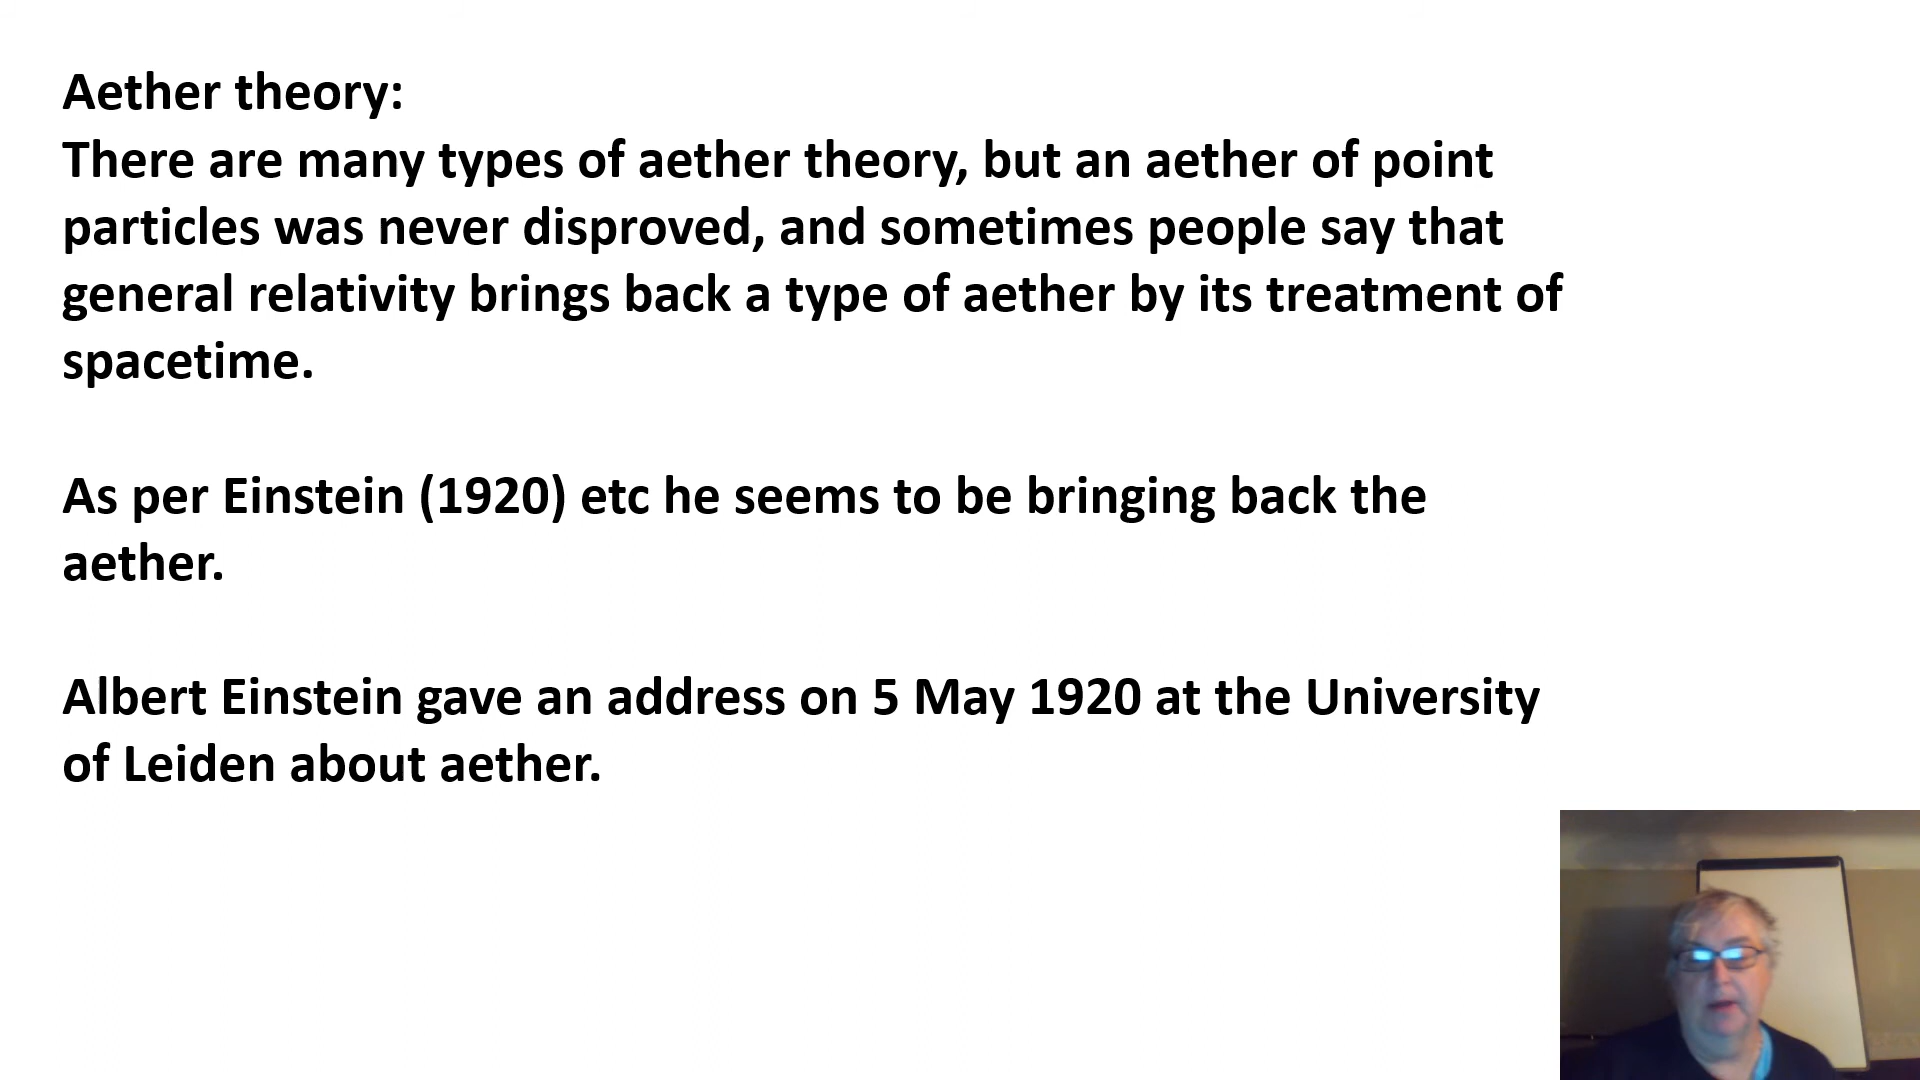 Aether theory:
There are many types of aether theory, but an aether of point
particles was never disproved, and sometimes people say that
general relativity brings back a type of aether by its treatment of
spacetime.
As per Einstein (1920) etc he seems to be bringing back the
aether.
Albert Einstein gave an address on 5 May 1920 at the University
of Leiden about aether.